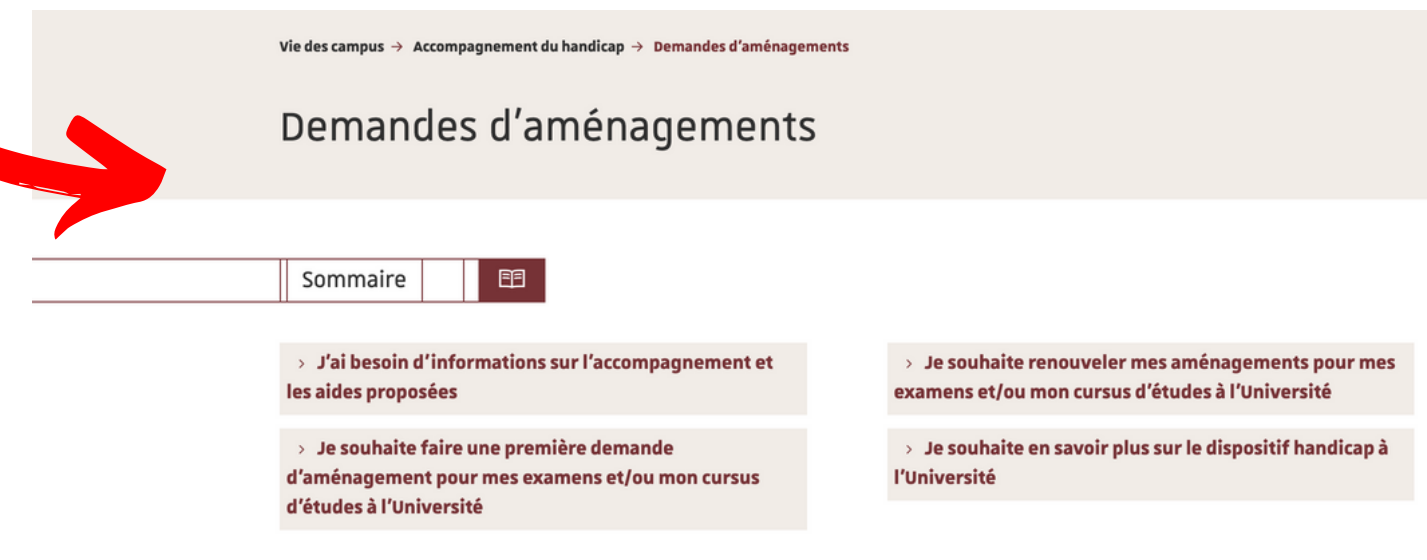 Vie des campus → Accompagnement du handicap → Demandes d'aménagements
Demandes d'aménagements
Sommaire
> J'ai besoin d'informations sur l'accompagnement et
les aides proposées
> Je souhaite faire une première demande
d'aménagement pour mes examens et/ou mon cursus
d'études à l'Université
> Je souhaite renouveler mes aménagements pour mes
examens et/ou mon cursus d'études à l'Université
> Je souhaite en savoir plus sur le dispositif handicap à
l'Université